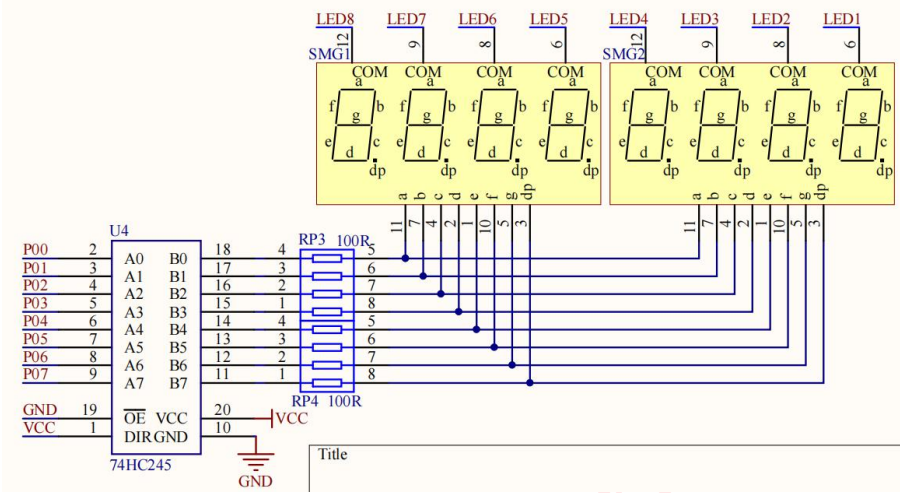 LED8 LED7 LED6 LED5 LED4 LED3 LED2 LED1
12 9 8 6 12 9 8 6
SMG1 SMG2
COM COM COM COM COM COM COM COM
a a a a a a a a
f b f b f b f b f b f b f b f b
g g g g g g g g
e d c e d c e d c e d c e d c e d c e d c e d c
dp dp dp dp dp dp dp dp
a b c d e f g dp a b c d e f g dp
11 7 4 2 1 10 5 3 11 7 4 2 1 10 5 3
U4
RP3 100R
P00 2 A0 B0 18 4 5
P01 3 A1 B1 17 3 6
P02 4 A2 B2 16 2 7
P03 5 A3 B3 15 1 8
P04 6 A4 B4 14 4 5
P05 7 A5 B5 13 3 6
P06 8 A6 B6 12 2 7
P07 9 A7 B7 11 1 8
RP4 100R
GND 19 OE VCC 20 VCC
VCC 1 DIR GND 10
74HC245
GND
Title